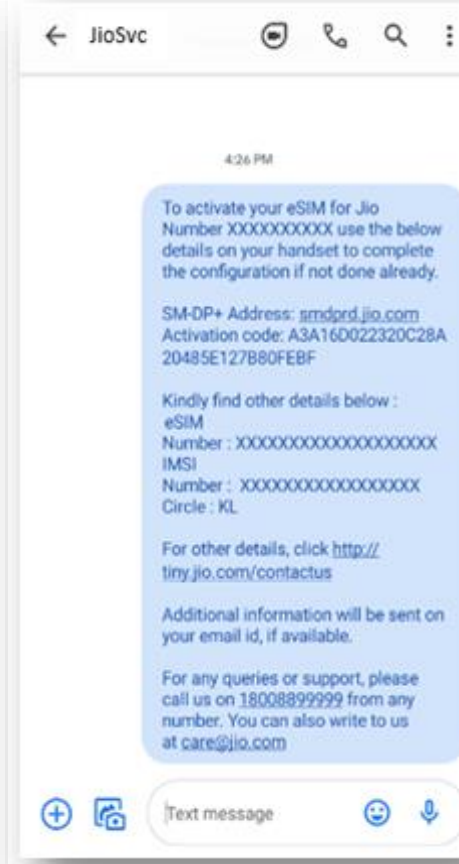 JioSvc
4:26 PM
To activate your eSIM for Jio
Number XXXXXXXXXX use the below
details on your handset to complete
the configuration if not done already.
SM-DP+ Address: smdprd.jio.com
Activation code: A3A16D022320C28A
20485E127B80FEBF
Kindly find other details below :
eSIM
Number : XXXXXXXXXXXXXXXXXXX
IMSI
Number : XXXXXXXXXXXXXXXXX
Circle : KL
For other details, click http://
tiny.jio.com/contactus
Additional information will be sent on
your email id, if available.
For any queries or support, please
call us on 18008899999 from any
number. You can also write to us
at care@jio.com
Text message